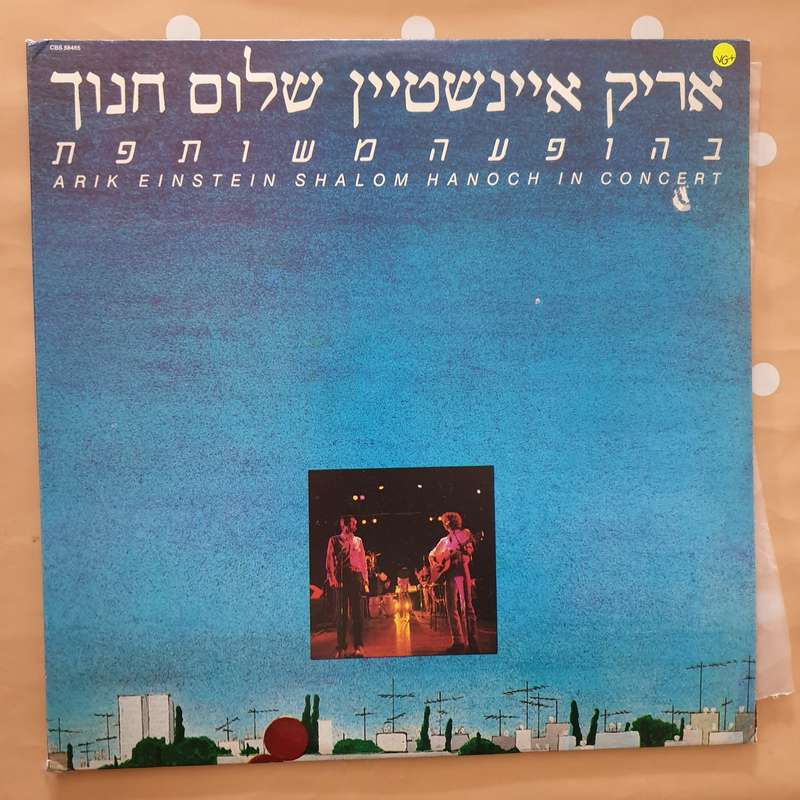 CBS 88465
VG+
אריק איינשטיין שלום חנוך
בהופעה משותפת
ARIK EINSTEIN SHALOM HANOCH IN CONCERT